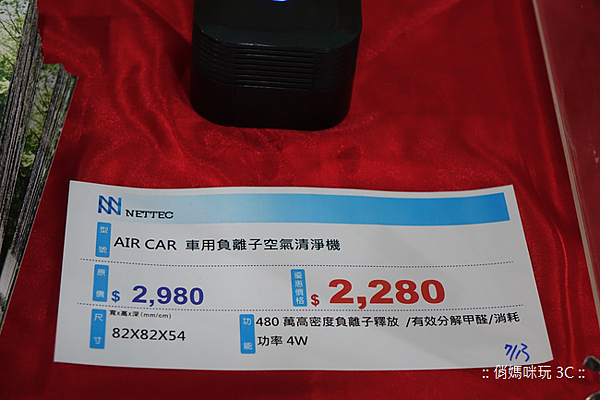 NETTEC
型號 AIR CAR 車用負離子空氣清淨機
原價 $ 2,980 優惠價格 $ 2,280
尺寸 寬x高x深(mm/cm) 82X82X54
功能 480 萬高密度負離子釋放 /有效分解甲醛/消耗
功率 4W
7/13
:: 俏媽咪玩 3C ::